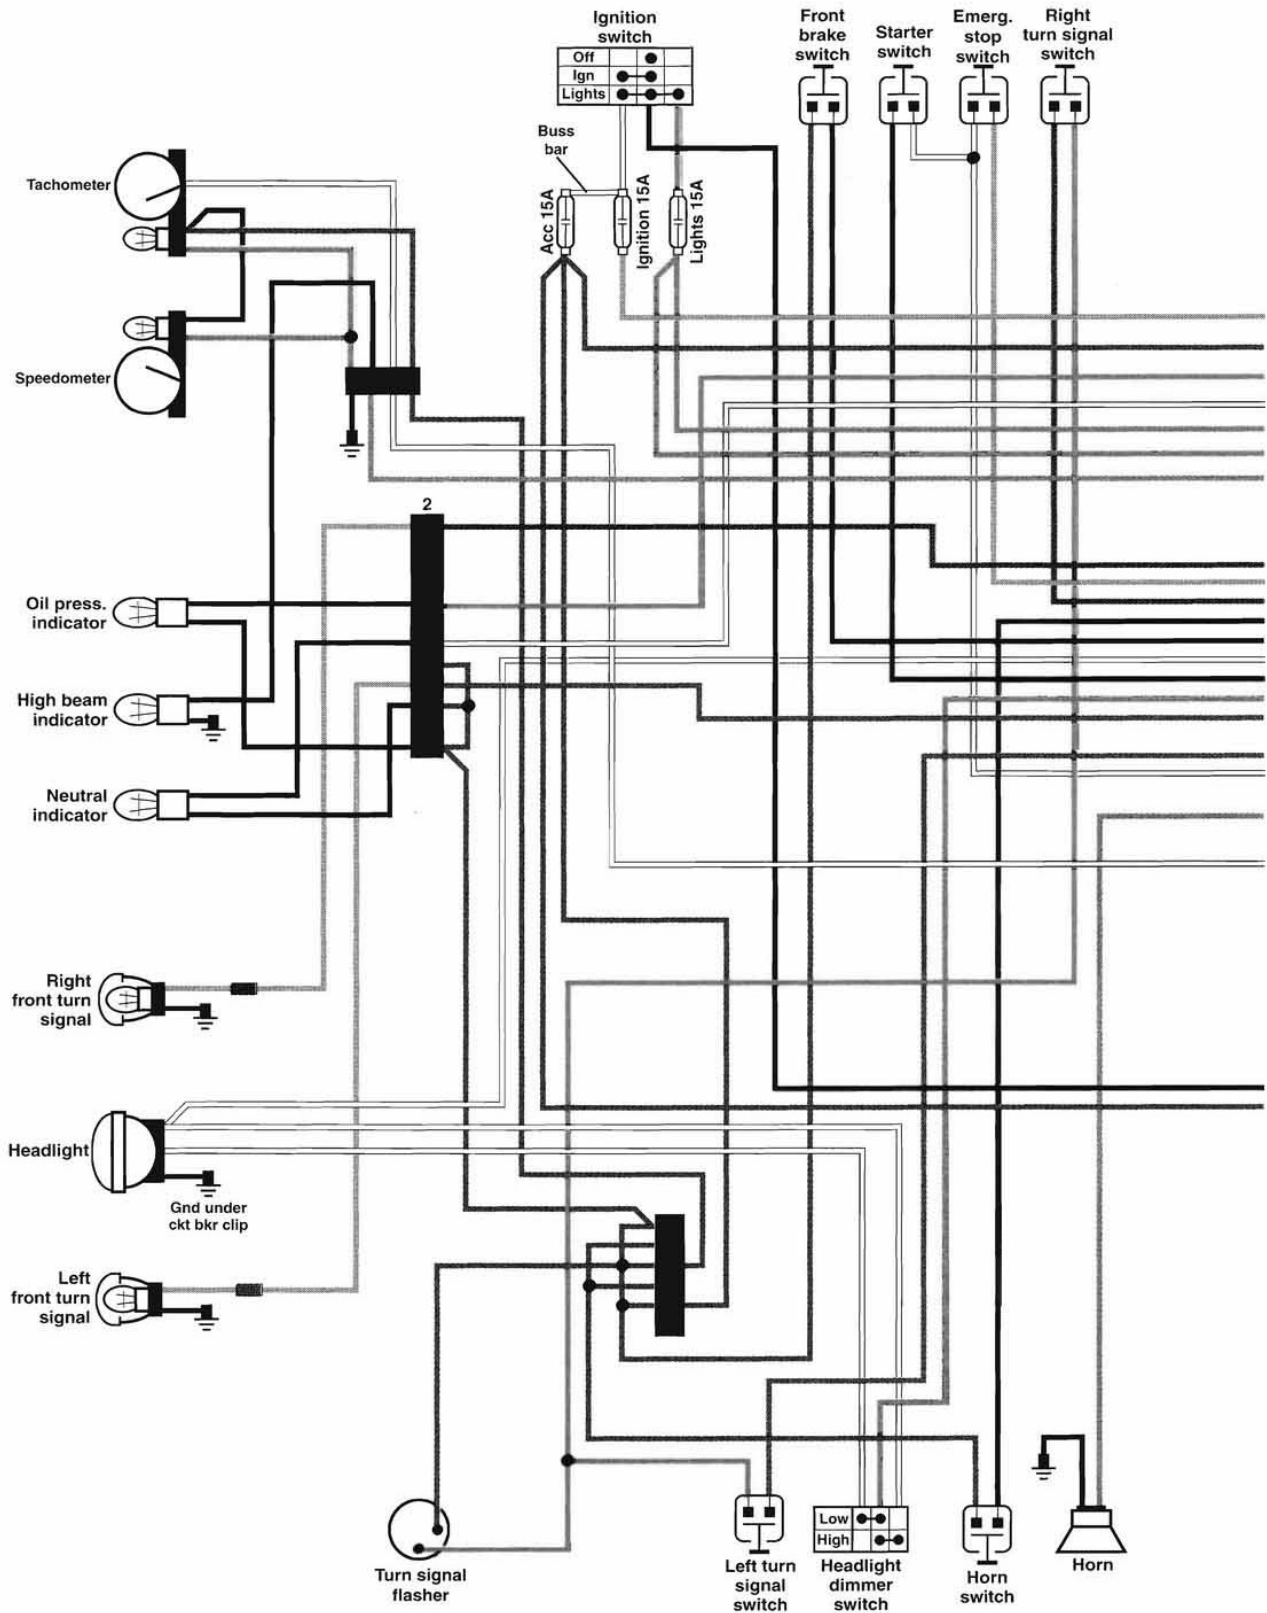 Ignition
switch
Off
Ign
Lights
Front
brake
switch
Starter
switch
Emerg.
stop
switch
Right
turn signal
switch
Buss
bar
Acc 15A
Ignition 15A
Lights 15A
Tachometer
Speedometer
2
Oil press.
indicator
High beam
indicator
Neutral
indicator
Right
front turn
signal
Headlight
Gnd under
ckt bkr clip
Left
front turn
signal
Turn signal
flasher
Left turn
signal
switch
Low
High
Headlight
dimmer
switch
Horn
switch
Horn